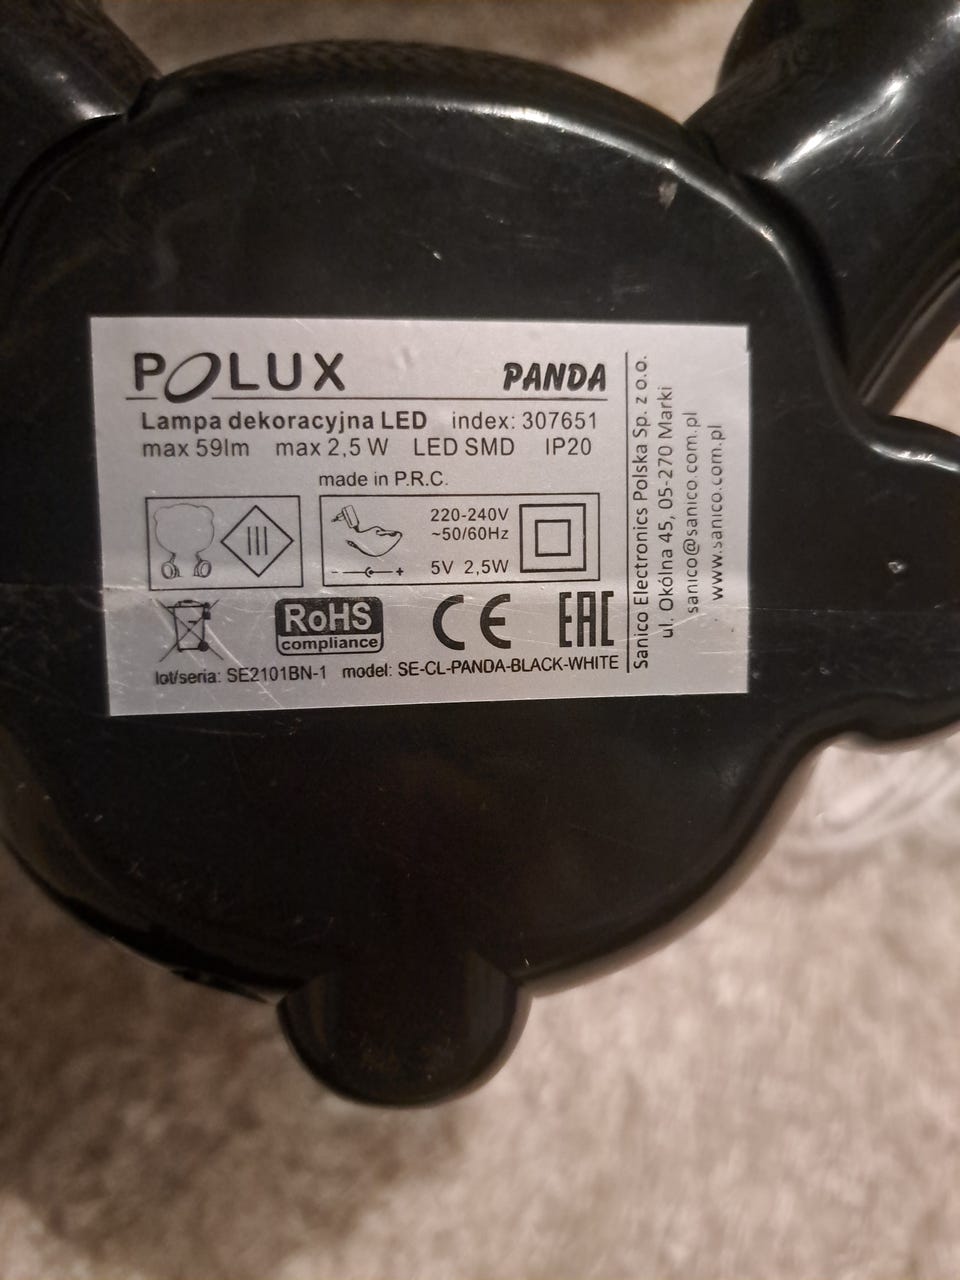 POLUX PANDA
Lampa dekoracyjna LED index: 307651
max 59lm max 2,5 W LED SMD IP20
made in P.R.C.
III
220-240V
~50/60Hz
5V 2,5W
- +
RoHS
compliance
CE
EAC
lot/seria: SE2101BN-1 model: SE-CL-PANDA-BLACK-WHITE
Sanico Electronics Polska Sp. z o.o.
ul. Okólna 45, 05-270 Marki
sanico@sanico.com.pl
www.sanico.com.pl